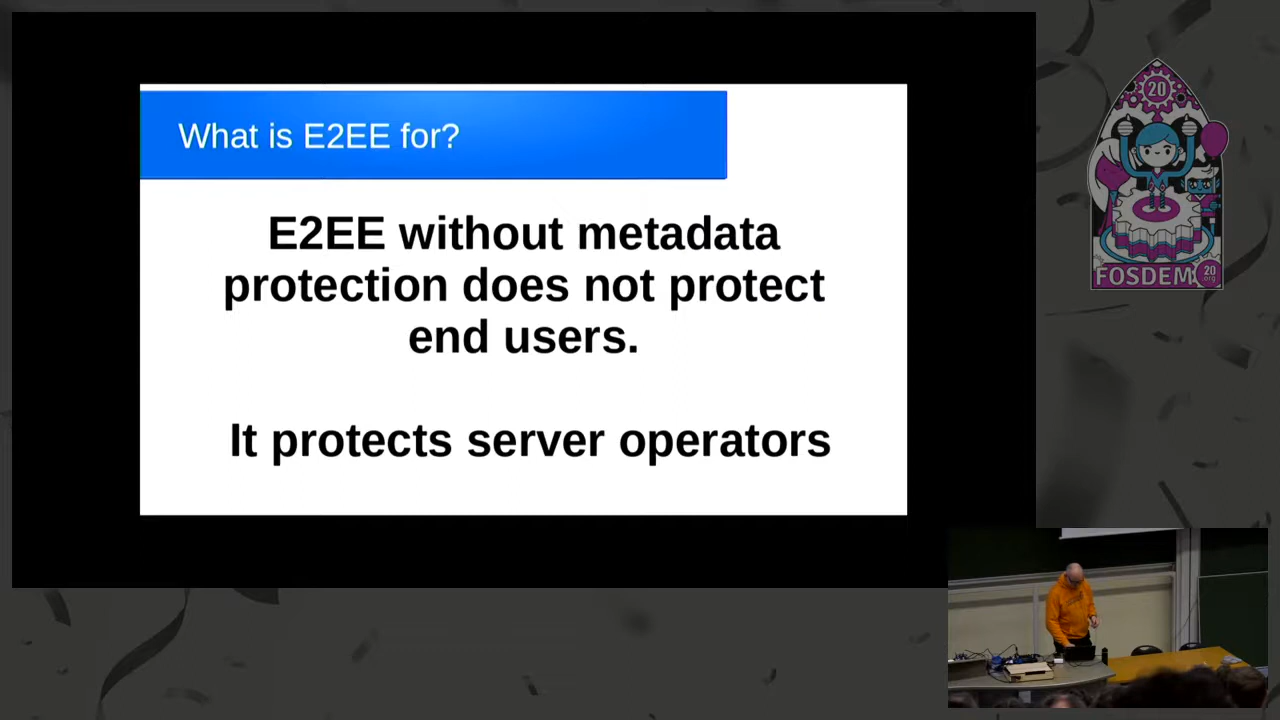 What is E2EE for?
E2EE without metadata
protection does not protect
end users.
It protects server operators
20
FOSDEM
20
.org